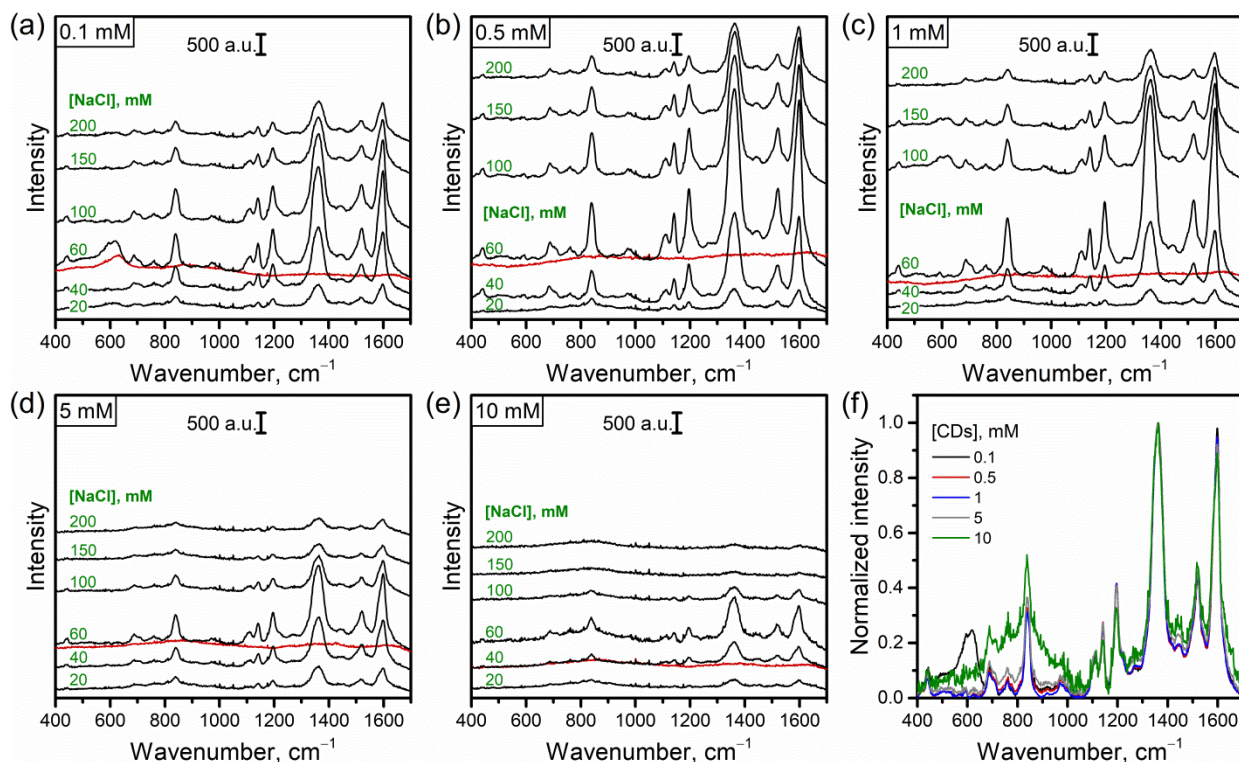 (a)
0.1 mM
500 a.u.
[NaCl], mM
200
150
100
60
40
20
Intensity
400 600 800 1000 1200 1400 1600
Wavenumber, cm⁻¹
(b)
0.5 mM
500 a.u.
200
150
100
[NaCl], mM
60
40
20
Intensity
400 600 800 1000 1200 1400 1600
Wavenumber, cm⁻¹
(c)
1 mM
500 a.u.
200
150
100
[NaCl], mM
60
40
20
Intensity
400 600 800 1000 1200 1400 1600
Wavenumber, cm⁻¹
(d)
5 mM
500 a.u.
[NaCl], mM
200
150
100
60
40
20
Intensity
400 600 800 1000 1200 1400 1600
Wavenumber, cm⁻¹
(e)
10 mM
500 a.u.
[NaCl], mM
200
150
100
60
40
20
Intensity
400 600 800 1000 1200 1400 1600
Wavenumber, cm⁻¹
(f)
1.0
0.8
0.6
0.4
0.2
0.0
[CDs], mM
0.1
0.5
1
5
10
Normalized intensity
400 600 800 1000 1200 1400 1600
Wavenumber, cm⁻¹